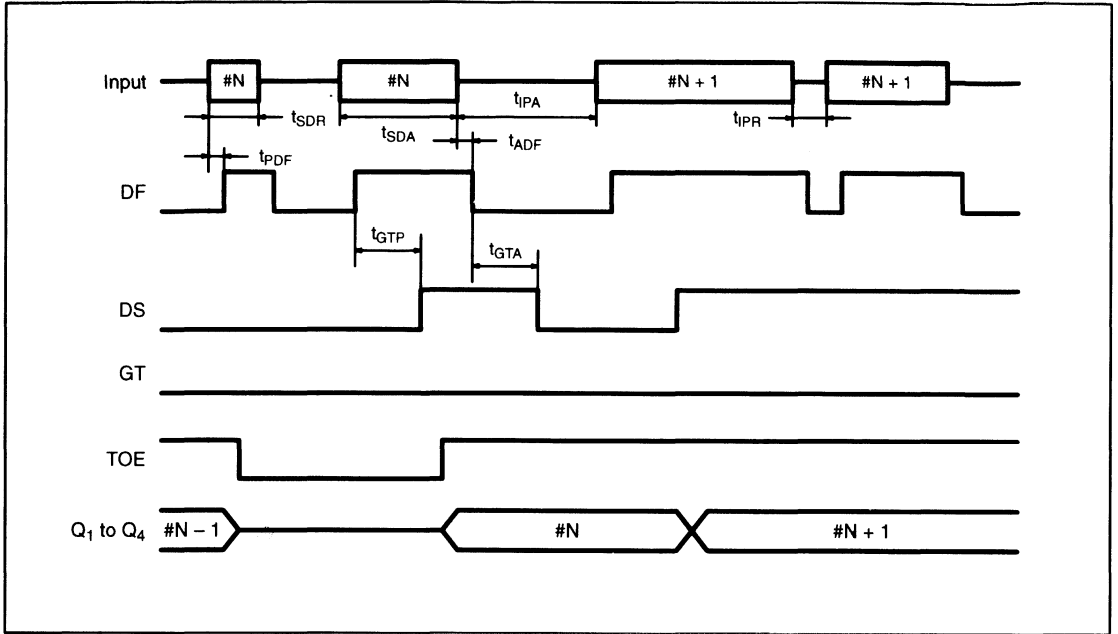 Input #N #N #N + 1 #N + 1
tIPA
tSDR tSDA tADF tIPR
tPDF
DF
tGTP tGTA
DS
GT
TOE
Q1 to Q4 #N – 1 #N #N + 1